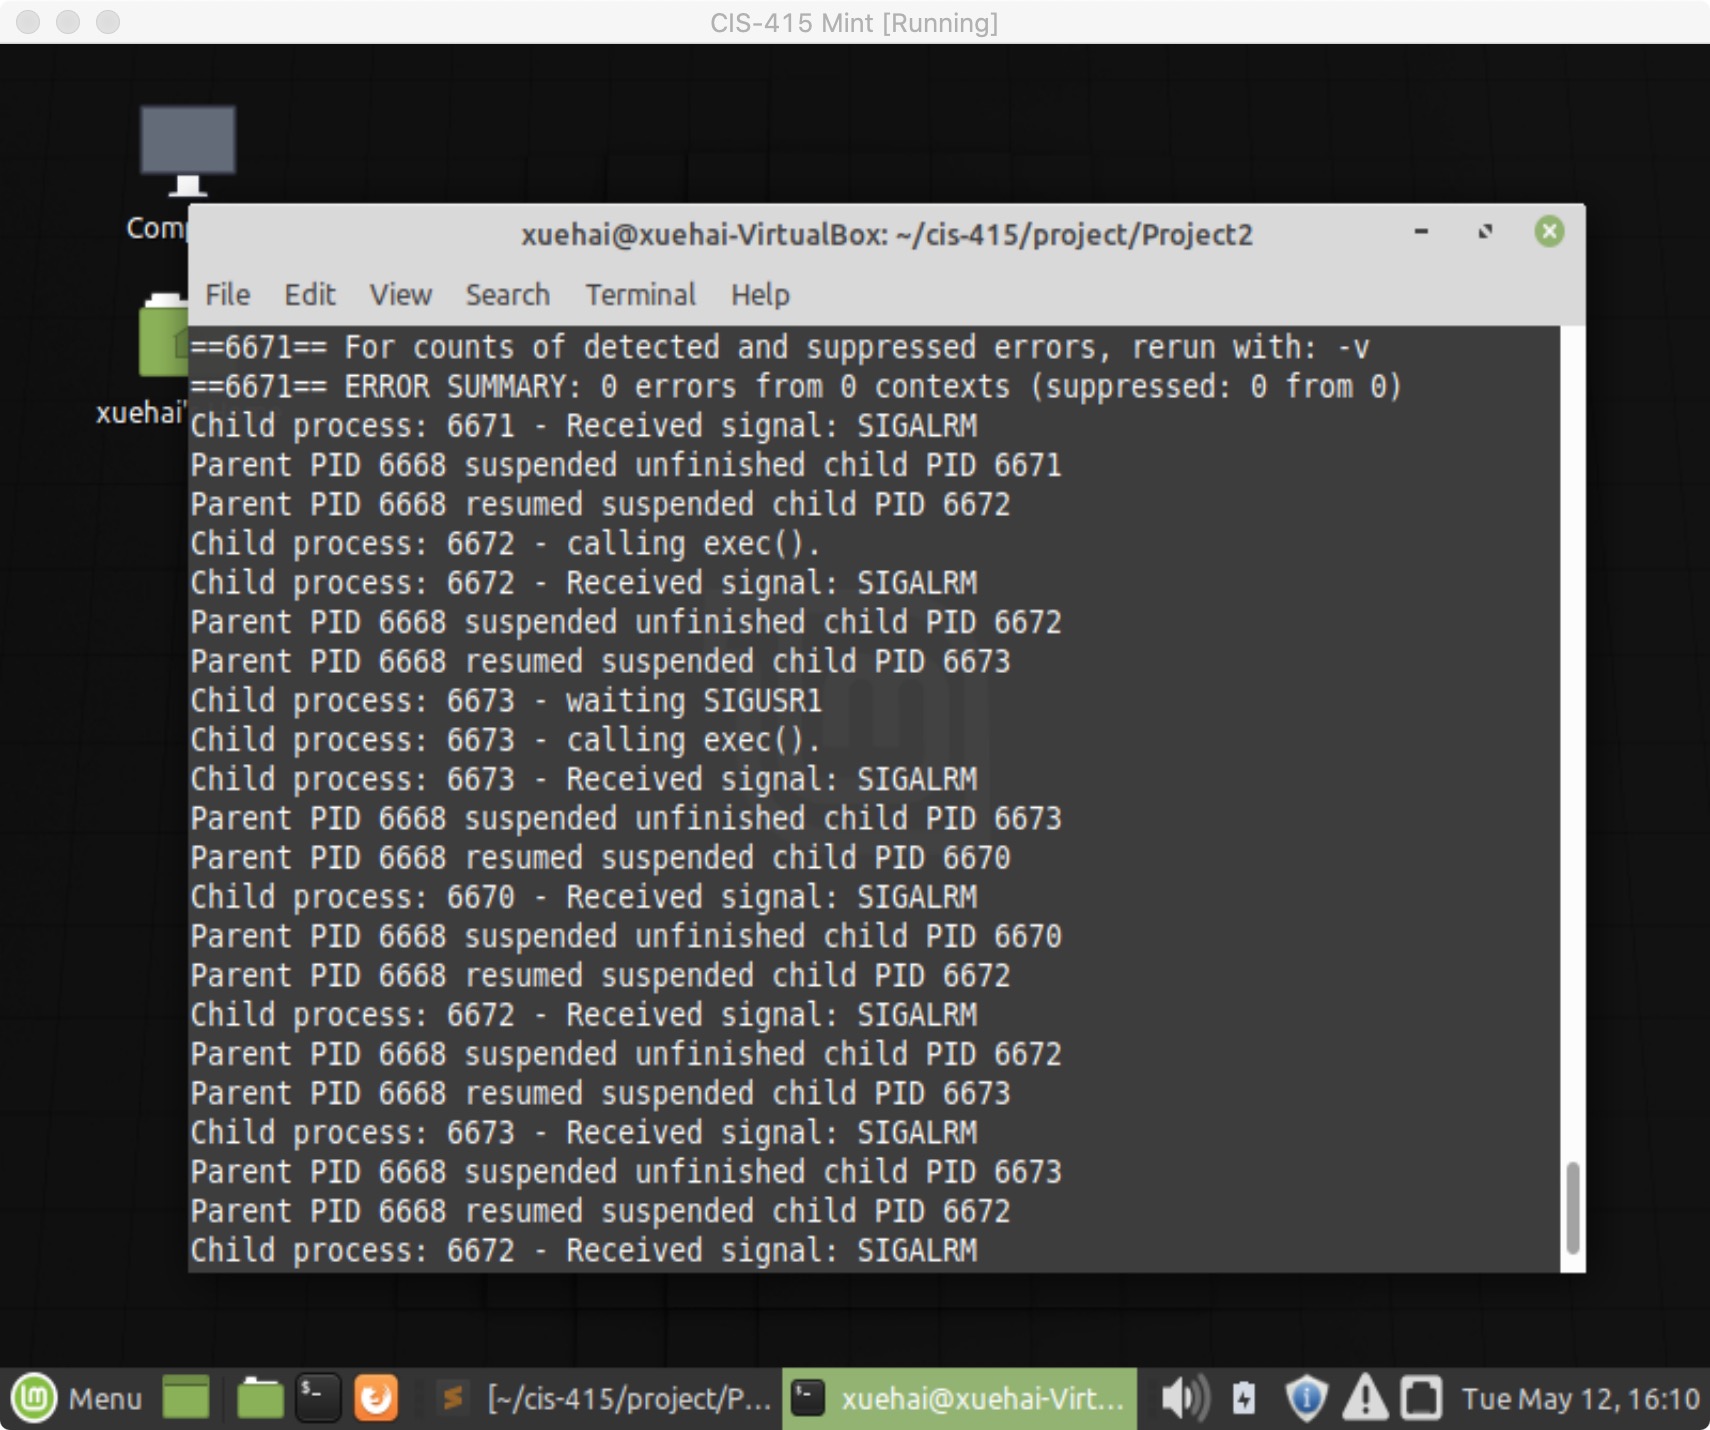 CIS-415 Mint [Running]
Comp
xuehai'
xuehai@xuehai-VirtualBox: ~/cis-415/project/Project2
File Edit View Search Terminal Help
==6671== For counts of detected and suppressed errors, rerun with: -v
==6671== ERROR SUMMARY: 0 errors from 0 contexts (suppressed: 0 from 0)
Child process: 6671 - Received signal: SIGALRM
Parent PID 6668 suspended unfinished child PID 6671
Parent PID 6668 resumed suspended child PID 6672
Child process: 6672 - calling exec().
Child process: 6672 - Received signal: SIGALRM
Parent PID 6668 suspended unfinished child PID 6672
Parent PID 6668 resumed suspended child PID 6673
Child process: 6673 - waiting SIGUSR1
Child process: 6673 - calling exec().
Child process: 6673 - Received signal: SIGALRM
Parent PID 6668 suspended unfinished child PID 6673
Parent PID 6668 resumed suspended child PID 6670
Child process: 6670 - Received signal: SIGALRM
Parent PID 6668 suspended unfinished child PID 6670
Parent PID 6668 resumed suspended child PID 6672
Child process: 6672 - Received signal: SIGALRM
Parent PID 6668 suspended unfinished child PID 6672
Parent PID 6668 resumed suspended child PID 6673
Child process: 6673 - Received signal: SIGALRM
Parent PID 6668 suspended unfinished child PID 6673
Parent PID 6668 resumed suspended child PID 6672
Child process: 6672 - Received signal: SIGALRM
Menu [~/cis-415/project/P... xuehai@xuehai-Virt... Tue May 12, 16:10